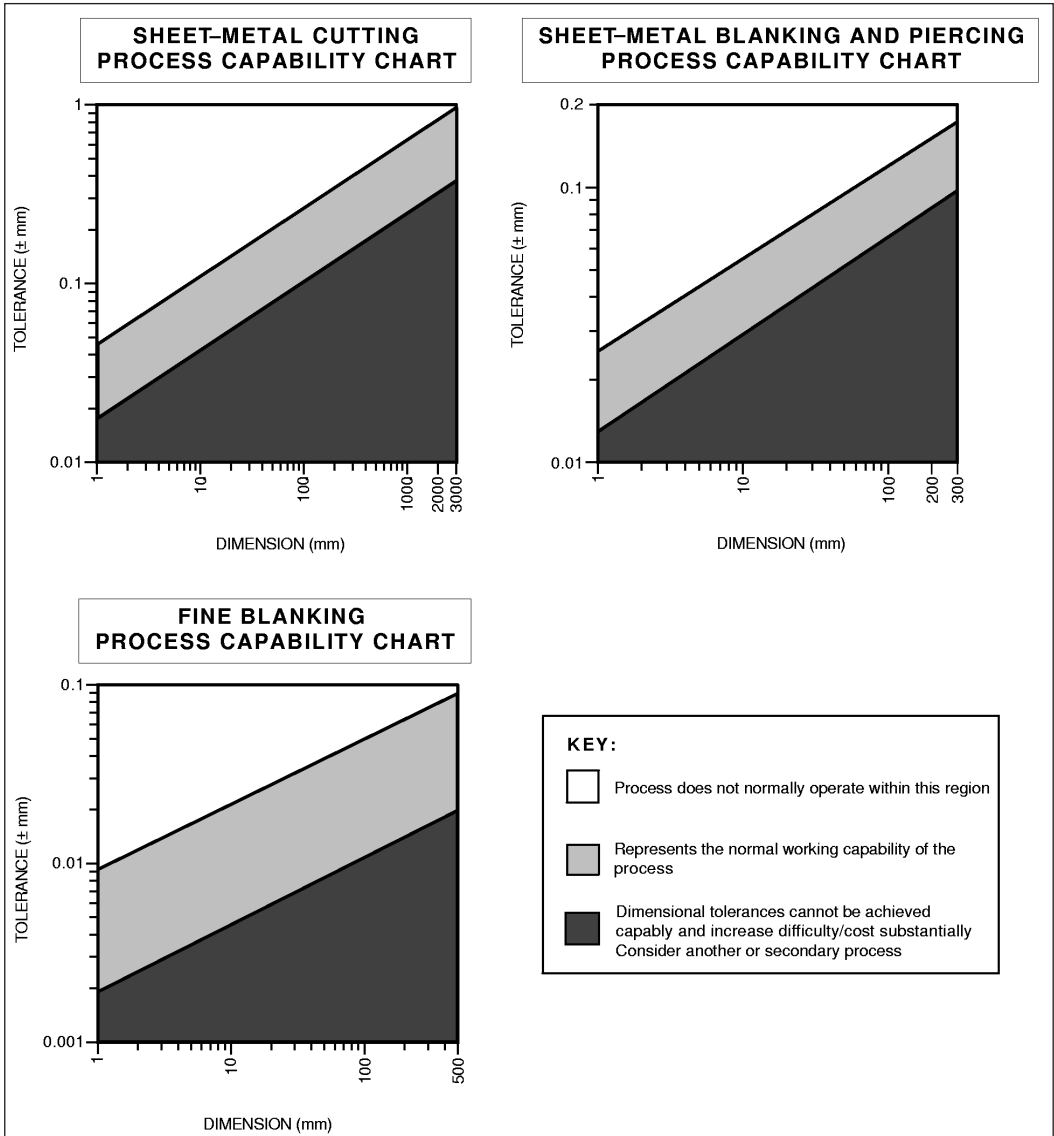 SHEET–METAL CUTTING
PROCESS CAPABILITY CHART
1
0.1
0.01
TOLERANCE (± mm)
1
10
100
1000
2000
3000
DIMENSION (mm)
SHEET–METAL BLANKING AND PIERCING
PROCESS CAPABILITY CHART
0.2
0.1
0.01
TOLERANCE (± mm)
1
10
100
200
300
DIMENSION (mm)
FINE BLANKING
PROCESS CAPABILITY CHART
0.1
0.01
0.001
TOLERANCE (± mm)
1
10
100
500
DIMENSION (mm)
KEY:
Process does not normally operate within this region
Represents the normal working capability of the
process
Dimensional tolerances cannot be achieved
capably and increase difficulty/cost substantially
Consider another or secondary process